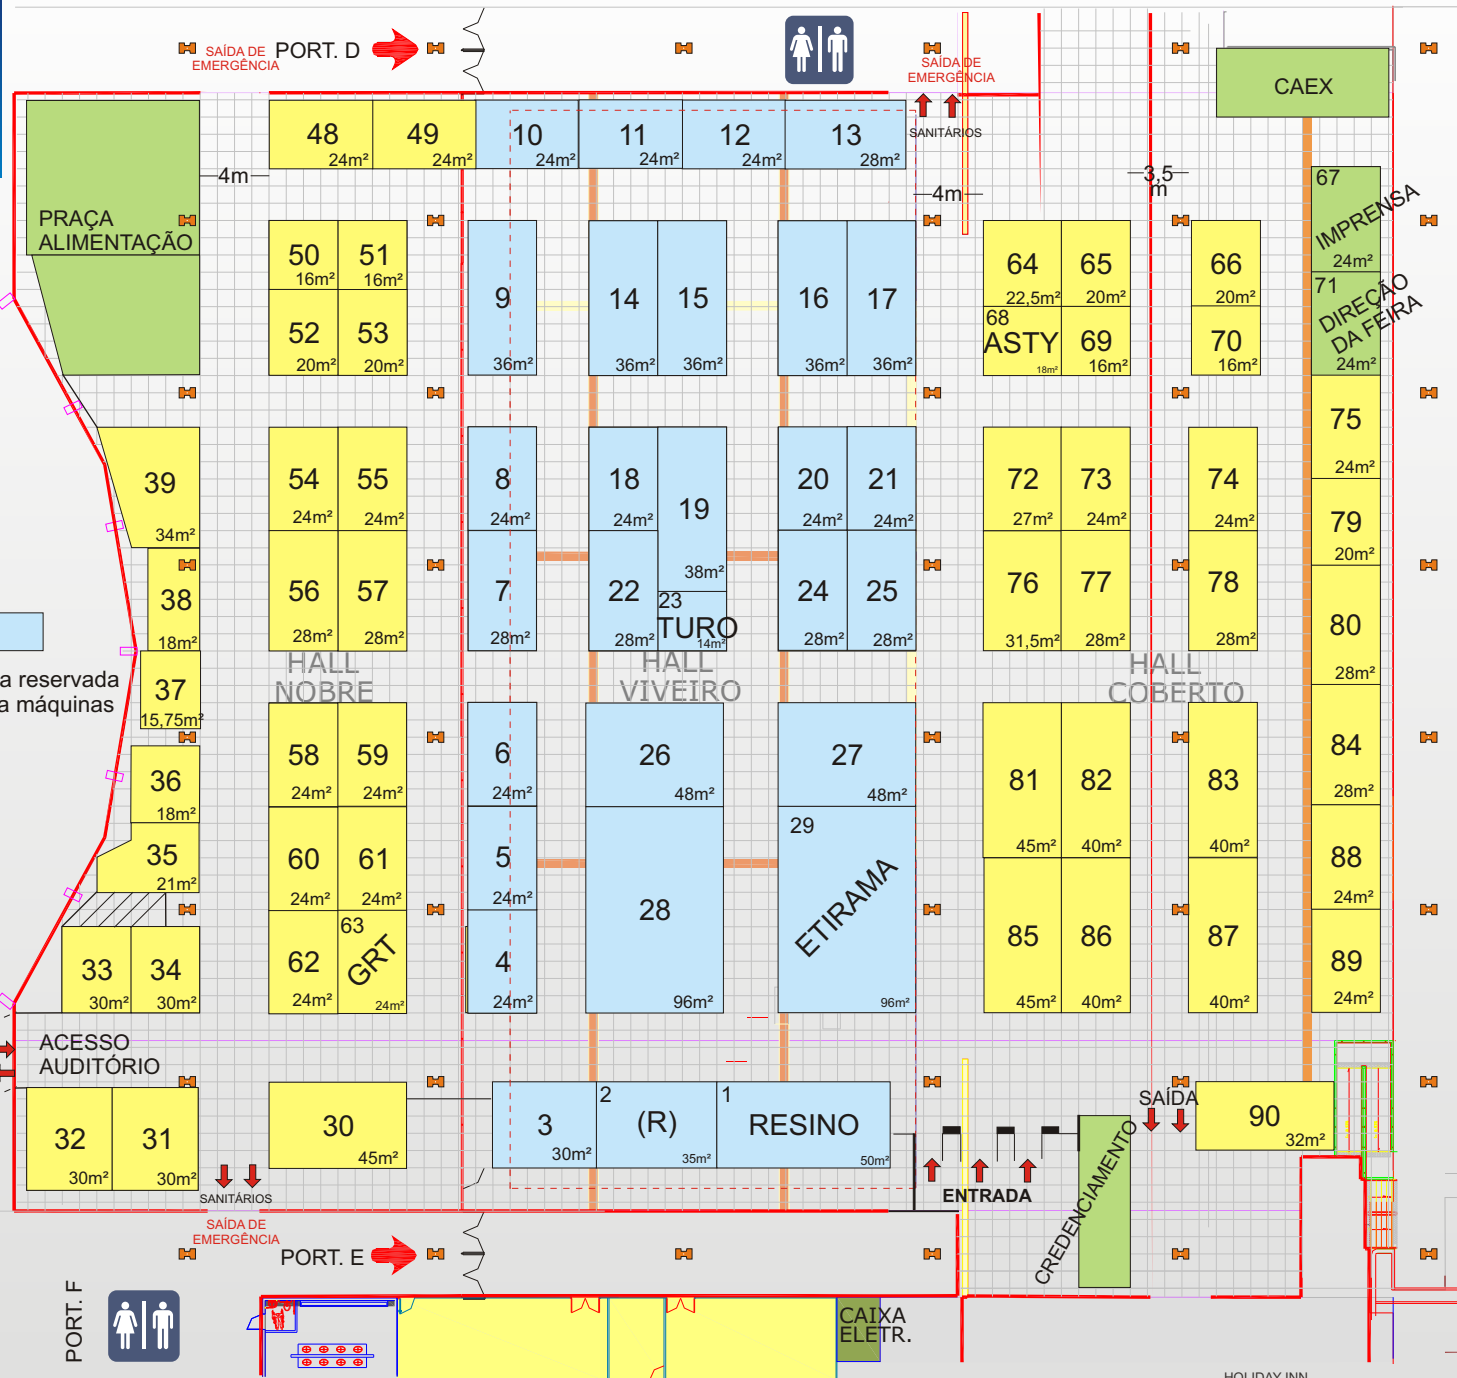 SAÍDA DE
EMERGÊNCIA
PORT. D
SAÍDA DE
EMERGÊNCIA
SANITÁRIOS
CAEX
48
24m²
49
24m²
10
24m²
11
24m²
12
24m²
13
28m²
4m
4m
3,5
m
PRAÇA
ALIMENTAÇÃO
50
16m²
51
16m²
52
20m²
53
20m²
9
36m²
14
36m²
15
36m²
16
36m²
17
36m²
64
22,5m²
65
20m²
66
20m²
68
ASTY
18m²
69
16m²
70
16m²
67
IMPRENSA
24m²
71
DIREÇÃO
DA FEIRA
24m²
39
34m²
54
24m²
55
24m²
8
24m²
18
24m²
19
38m²
20
24m²
21
24m²
72
27m²
73
24m²
74
24m²
75
24m²
79
20m²
38
18m²
56
28m²
57
28m²
7
28m²
22
28m²
23
TURO
14m²
24
28m²
25
28m²
76
31,5m²
77
28m²
78
28m²
80
28m²
a reservada
a máquinas
37
15,75m²
HALL
NOBRE
HALL
VIVEIRO
HALL
COBERTO
36
18m²
58
24m²
59
24m²
6
24m²
26
48m²
27
48m²
81
45m²
82
40m²
83
40m²
84
28m²
35
21m²
60
24m²
61
24m²
5
24m²
28
96m²
29
ETIRAMA
96m²
85
45m²
86
40m²
87
40m²
88
24m²
33
30m²
34
30m²
62
24m²
63
GRT
24m²
4
24m²
89
24m²
ACESSO
AUDITÓRIO
32
30m²
31
30m²
30
45m²
3
30m²
2
(R)
35m²
1
RESINO
50m²
SAÍDA
90
32m²
SANITÁRIOS
ENTRADA
CREDENCIAMENTO
SAÍDA DE
EMERGÊNCIA
PORT. E
PORT. F
CAIXA
ELETR.
HOLIDAY INN